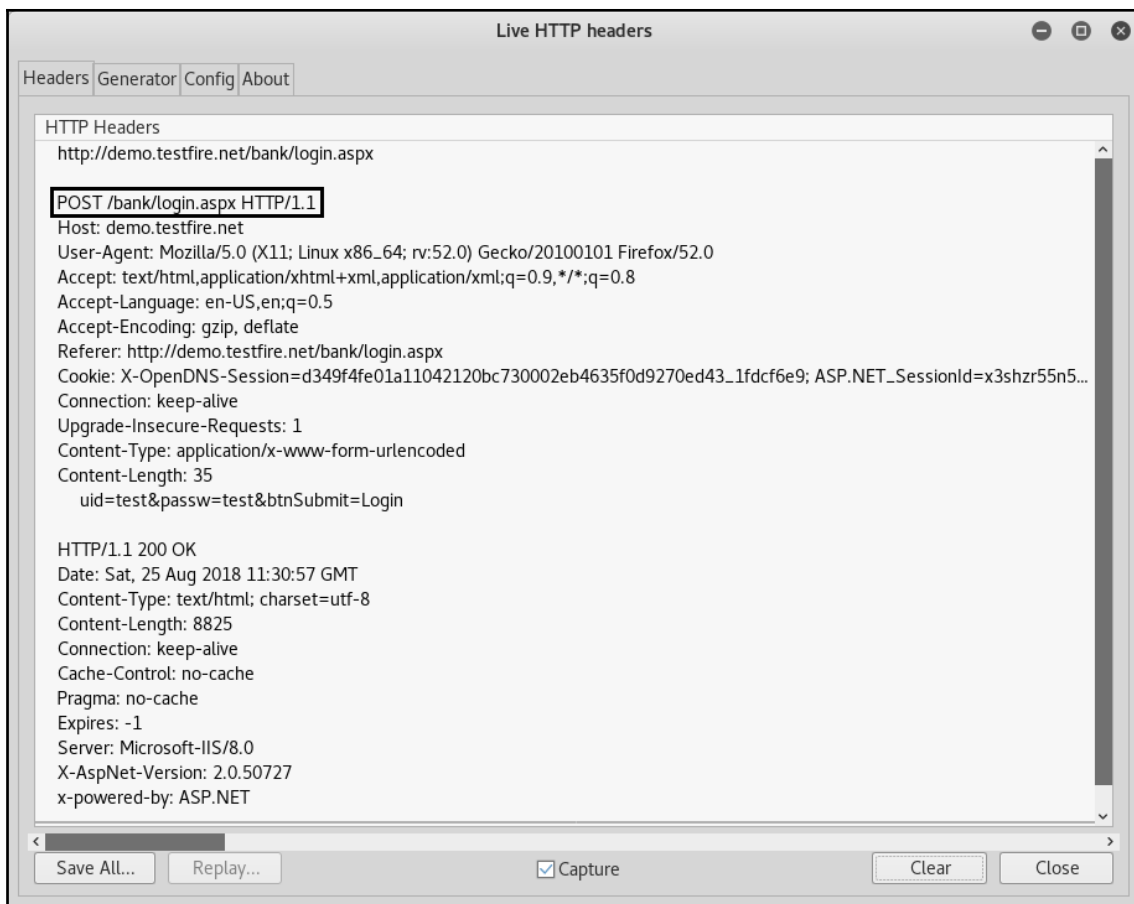 Live HTTP headers
Headers Generator Config About
HTTP Headers
http://demo.testfire.net/bank/login.aspx
POST /bank/login.aspx HTTP/1.1
Host: demo.testfire.net
User-Agent: Mozilla/5.0 (X11; Linux x86_64; rv:52.0) Gecko/20100101 Firefox/52.0
Accept: text/html,application/xhtml+xml,application/xml;q=0.9,*/*;q=0.8
Accept-Language: en-US,en;q=0.5
Accept-Encoding: gzip, deflate
Referer: http://demo.testfire.net/bank/login.aspx
Cookie: X-OpenDNS-Session=d349f4fe01a11042120bc730002eb4635f0d9270ed43_1fdcf6e9; ASP.NET_SessionId=x3shzr55n5...
Connection: keep-alive
Upgrade-Insecure-Requests: 1
Content-Type: application/x-www-form-urlencoded
Content-Length: 35
uid=test&passw=test&btnSubmit=Login
HTTP/1.1 200 OK
Date: Sat, 25 Aug 2018 11:30:57 GMT
Content-Type: text/html; charset=utf-8
Content-Length: 8825
Connection: keep-alive
Cache-Control: no-cache
Pragma: no-cache
Expires: -1
Server: Microsoft-IIS/8.0
X-AspNet-Version: 2.0.50727
x-powered-by: ASP.NET
Save All... Replay... Capture Clear Close